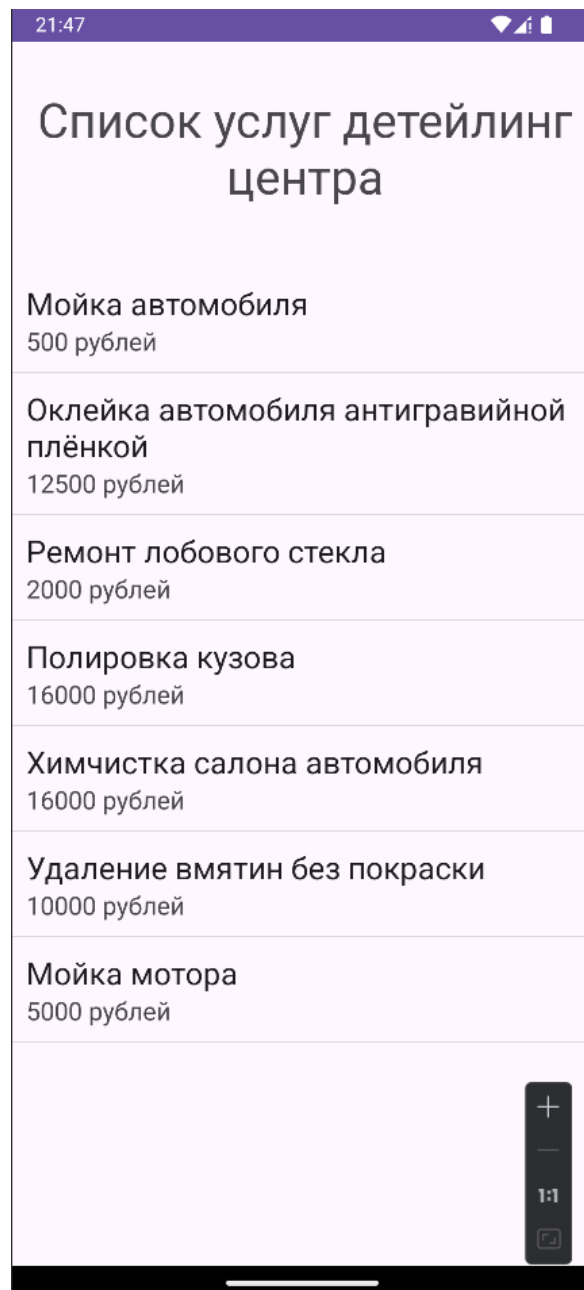 21:47
Список услуг детейлинг
центра
Мойка автомобиля
500 рублей
Оклейка автомобиля антигравийной
плёнкой
12500 рублей
Ремонт лобового стекла
2000 рублей
Полировка кузова
16000 рублей
Химчистка салона автомобиля
16000 рублей
Удаление вмятин без покраски
10000 рублей
Мойка мотора
5000 рублей
1:1